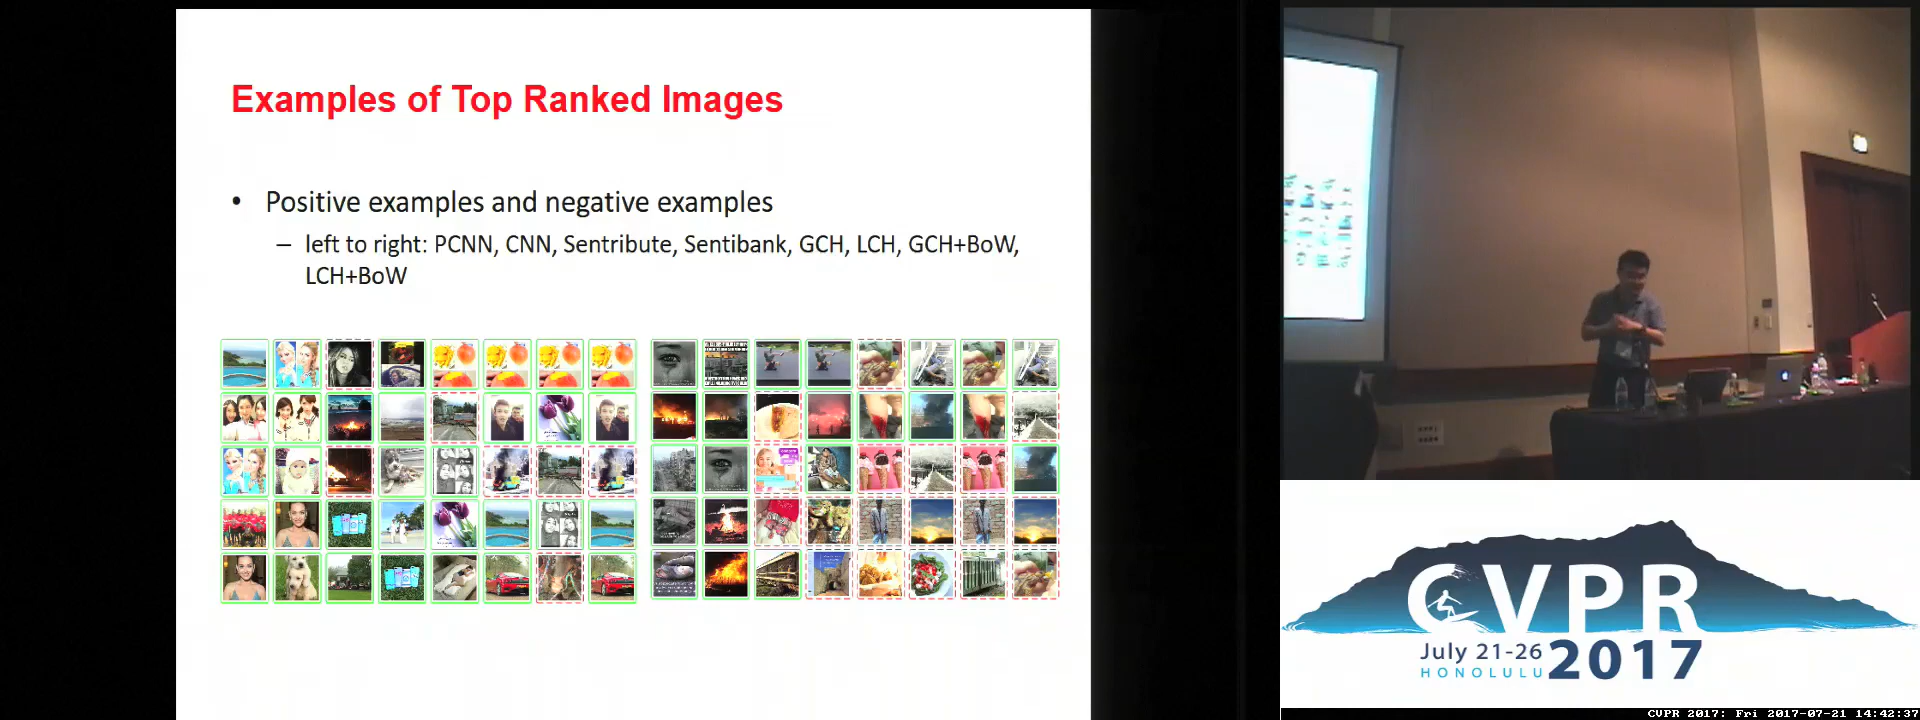 Examples of Top Ranked Images
• Positive examples and negative examples
– left to right: PCNN, CNN, Sentribute, Sentibank, GCH, LCH, GCH+BoW,
LCH+BoW
CVPR
July 21-26
HONOLULU
2017
CVPR 2017: Fri 2017-07-21 14:42:37